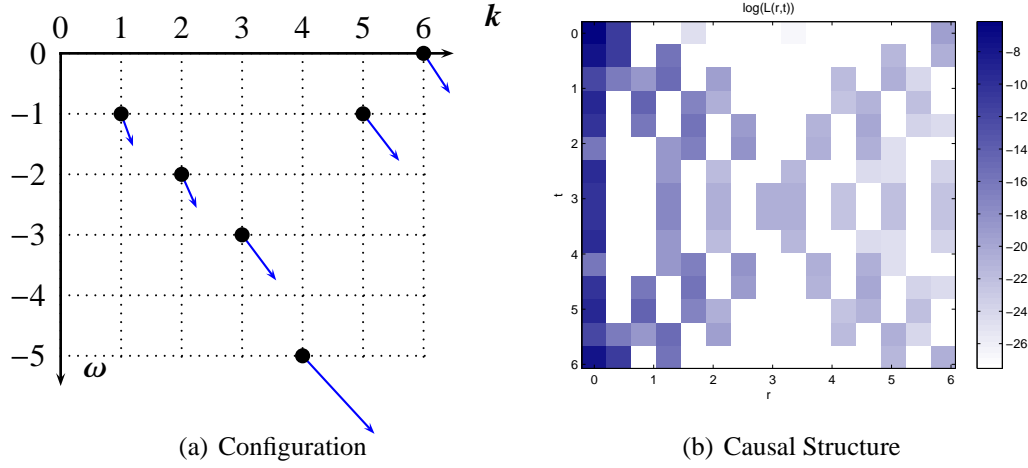 0 1 2 3 4 5 6 k
0
−1
−2
−3
−4
−5
ω
(a) Configuration
log(L(r,t))
0
1
2
3
4
5
6
t
0 1 2 3 4 5 6
r
−8
−10
−12
−14
−16
−18
−20
−22
−24
−26
(b) Causal Structure